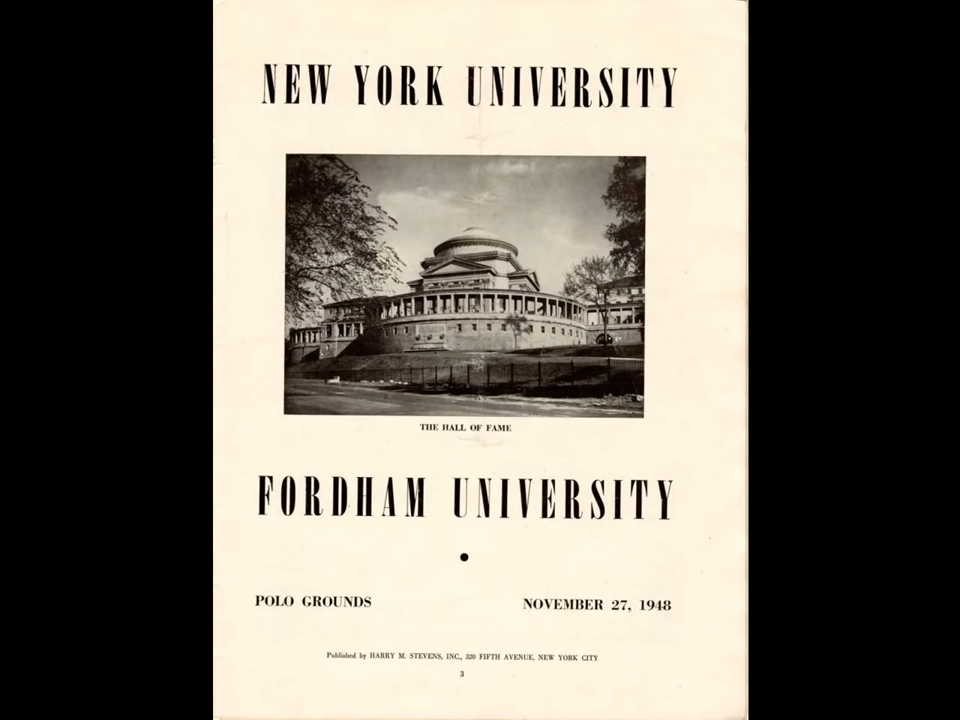 NEW YORK UNIVERSITY
THE HALL OF FAME
FORDHAM UNIVERSITY
•
POLO GROUNDS NOVEMBER 27, 1948
Published by HARRY M. STEVENS, INC., 320 FIFTH AVENUE, NEW YORK CITY
3